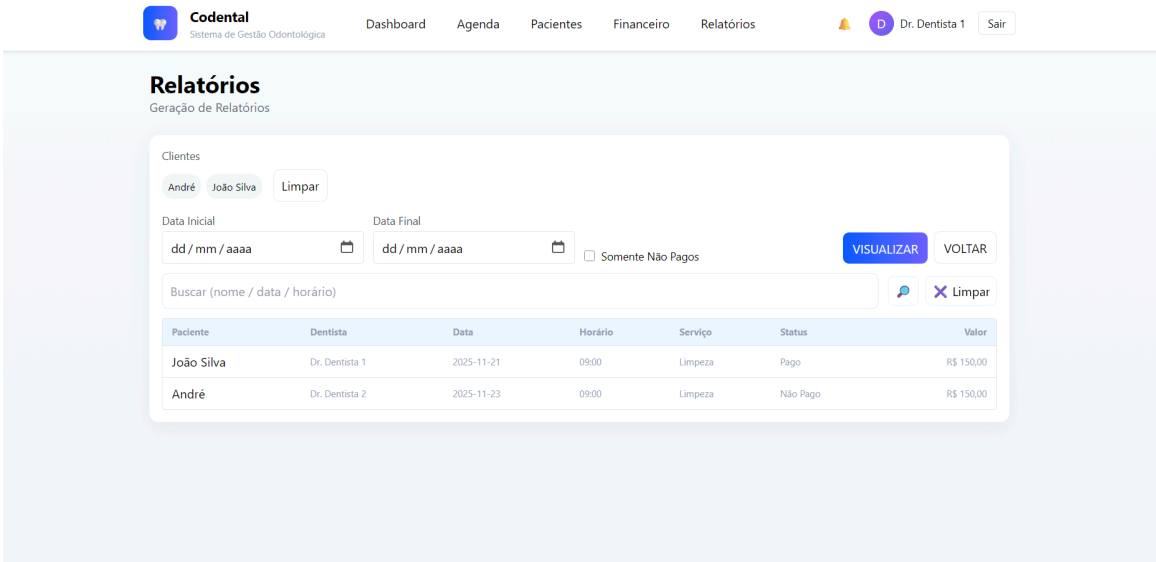 Codental
Sistema de Gestão Odontológica
Dashboard Agenda Pacientes Financeiro Relatórios
D Dr. Dentista 1 Sair
Relatórios
Geração de Relatórios
Clientes
André João Silva Limpar
Data Inicial Data Final
dd / mm / aaaa dd / mm / aaaa Somente Não Pagos VISUALIZAR VOLTAR
Buscar (nome / data / horário) Limpar
Paciente Dentista Data Horário Serviço Status Valor
João Silva Dr. Dentista 1 2025-11-21 09:00 Limpeza Pago R$ 150,00
André Dr. Dentista 2 2025-11-23 09:00 Limpeza Não Pago R$ 150,00